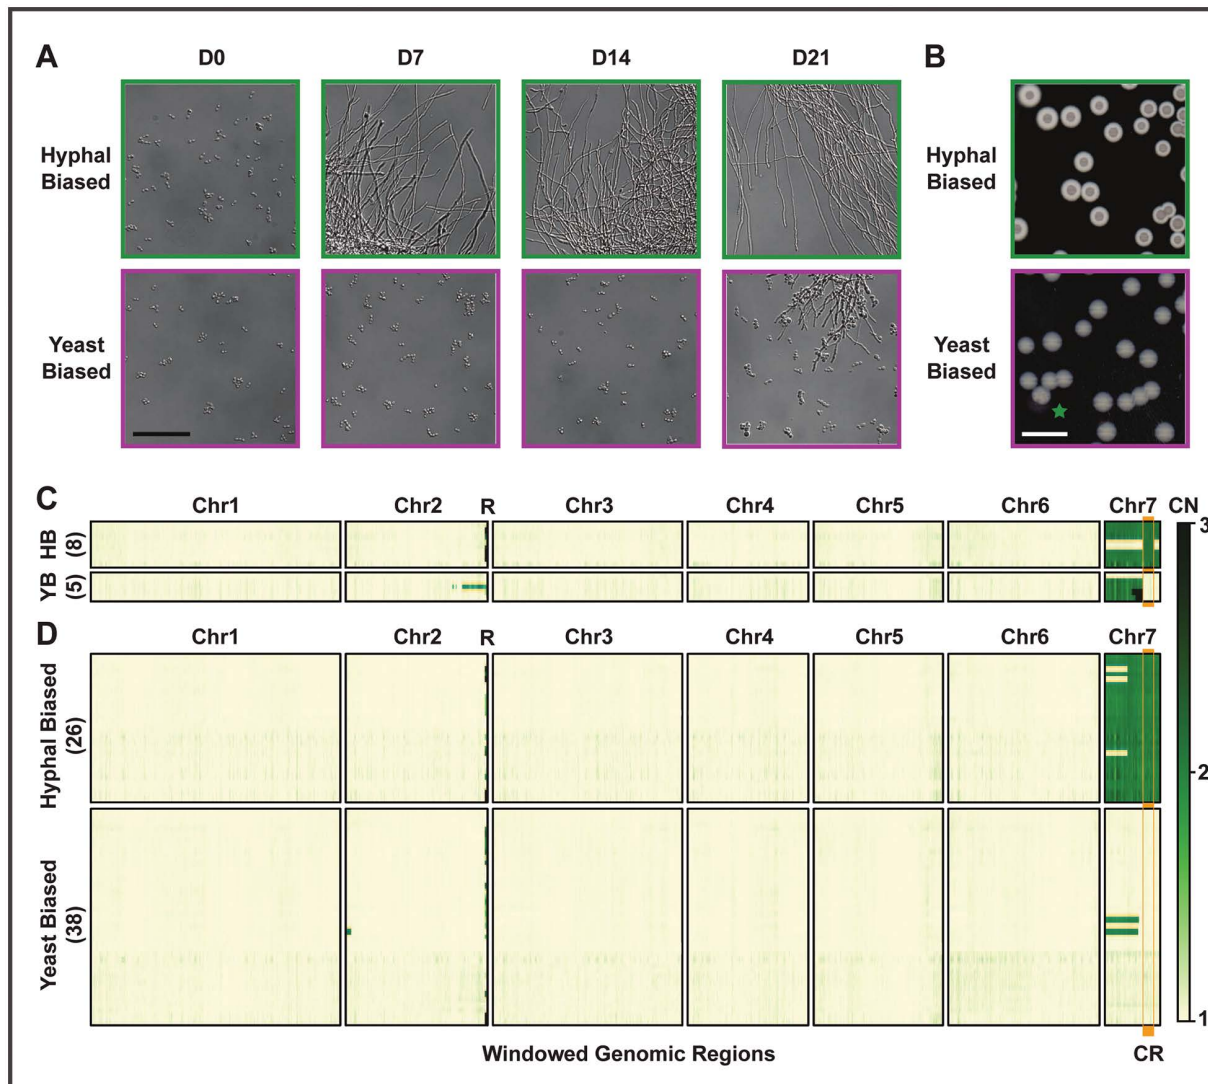 A
D0
D7
D14
D21
B
Hyphal
Biased
Hyphal
Biased
Yeast
Biased
Yeast
Biased
C
Chr1
Chr2
R
Chr3
Chr4
Chr5
Chr6
Chr7
CN
HB
(8)
YB
(5)
3
2
1
D
Chr1
Chr2
R
Chr3
Chr4
Chr5
Chr6
Chr7
Hyphal Biased
(26)
Yeast Biased
(38)
Windowed Genomic Regions
CR